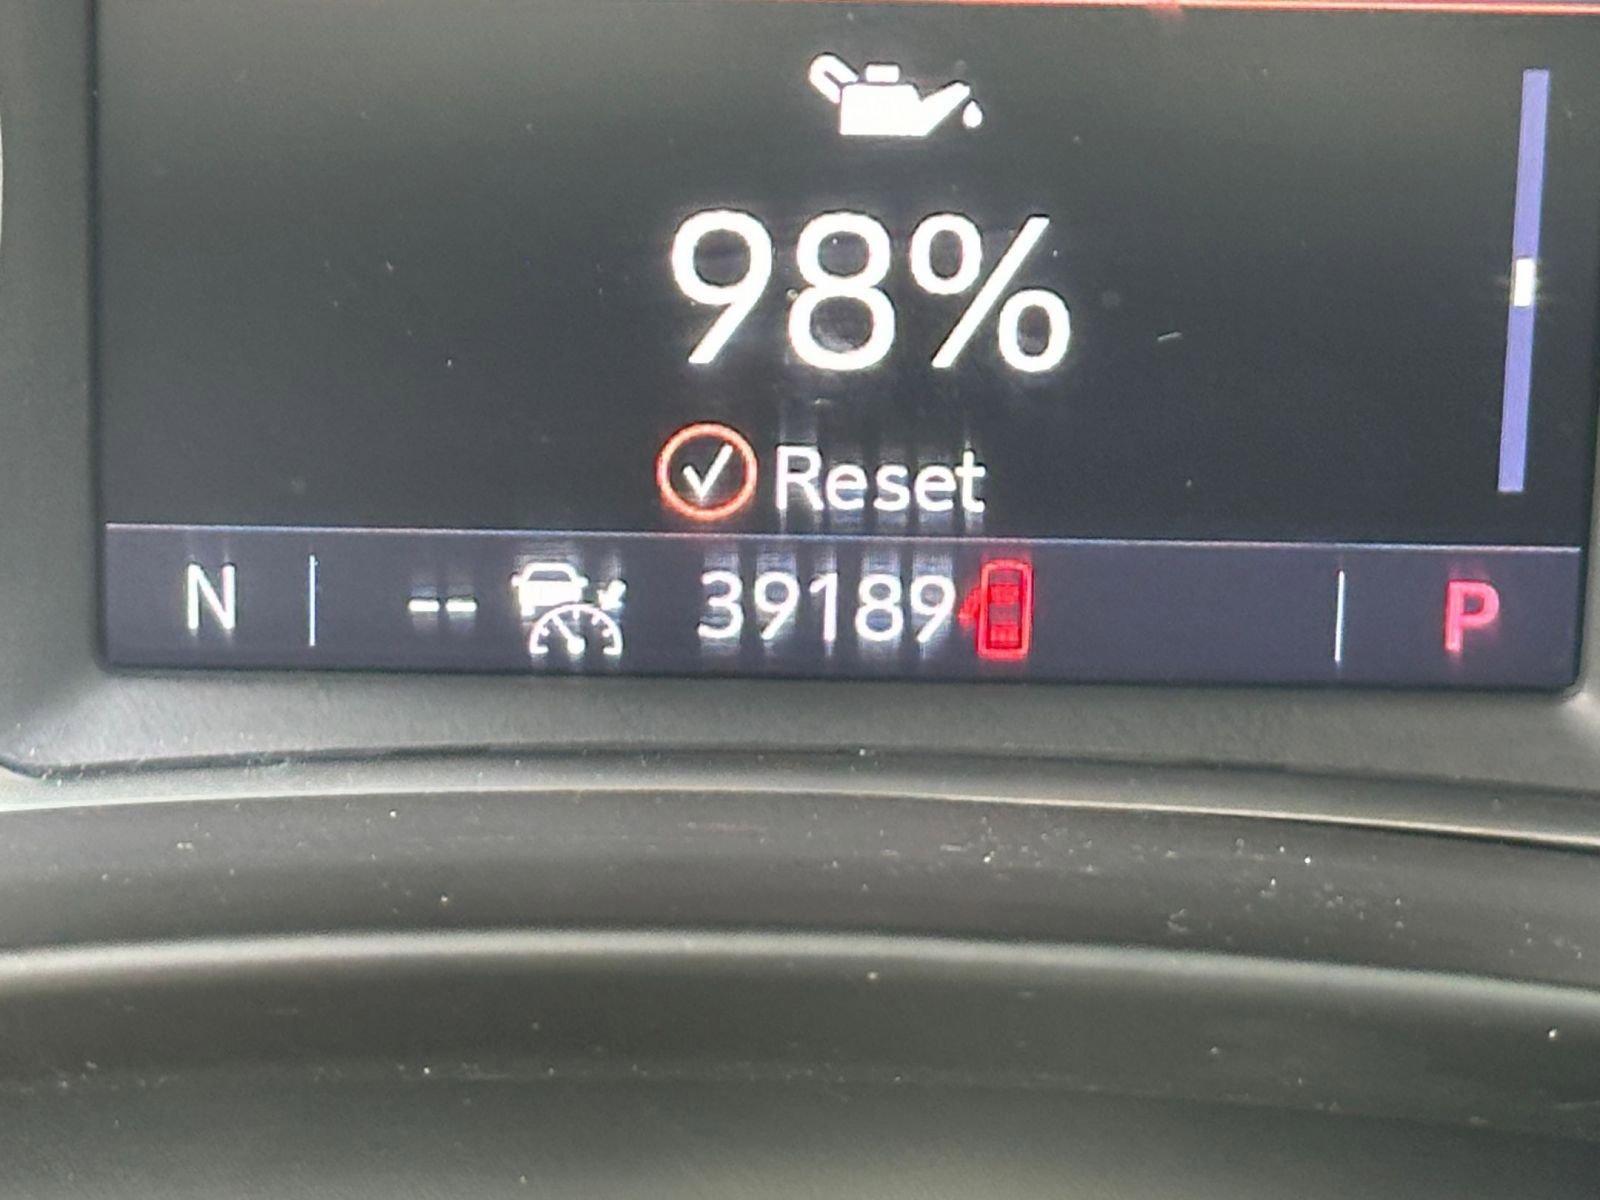 98%
Reset
N -- 39189 P